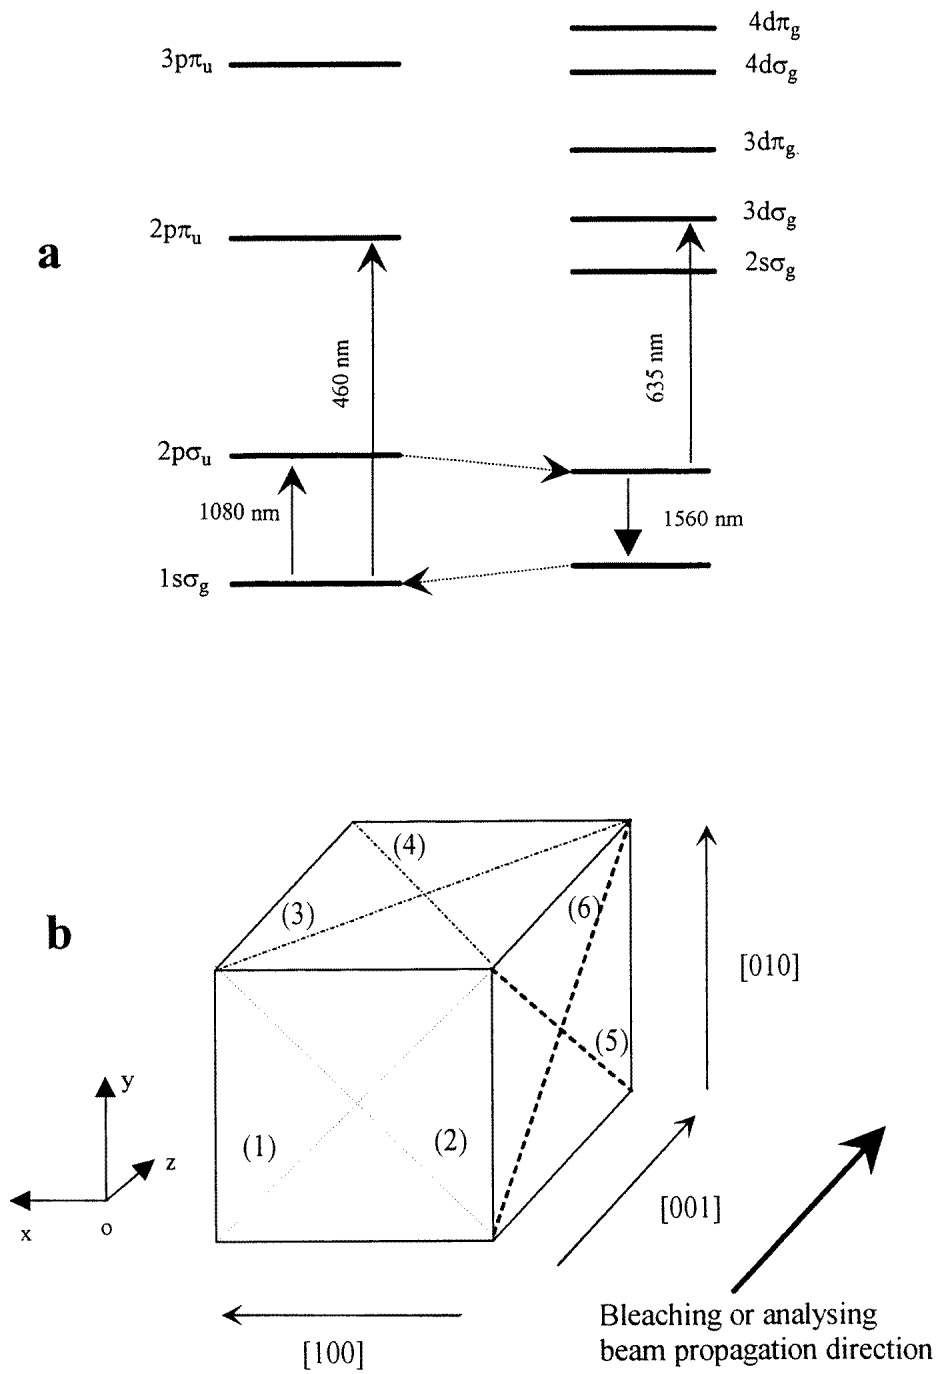 4dπg
3pπu
4dσg
3dπg
2pπu
3dσg
a
2sσg
460 nm
635 nm
2pσu
1080 nm
1560 nm
1sσg
(4)
(3)
(6)
b
[010]
(5)
y
(1)
(2)
z
[001]
x
o
Bleaching or analysing
beam propagation direction
[100]